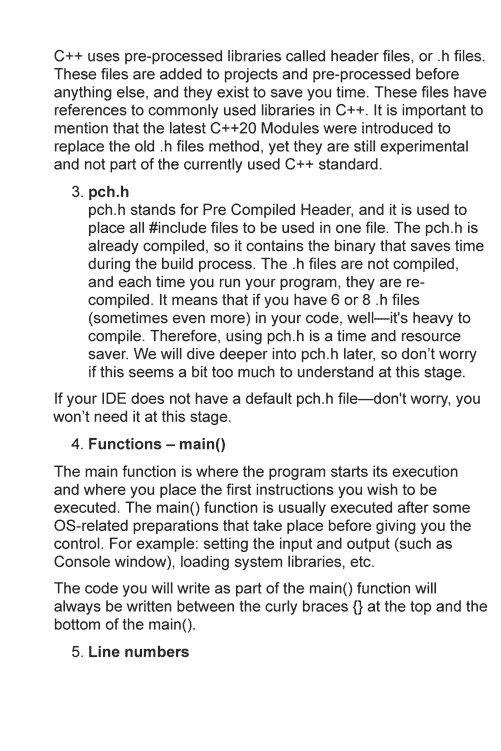 C++ uses pre-processed libraries called header files, or .h files.
These files are added to projects and pre-processed before
anything else, and they exist to save you time. These files have
references to commonly used libraries in C++. It is important to
mention that the latest C++20 Modules were introduced to
replace the old .h files method, yet they are still experimental
and not part of the currently used C++ standard.
3. pch.h
pch.h stands for Pre Compiled Header, and it is used to
place all #include files to be used in one file. The pch.h is
already compiled, so it contains the binary that saves time
during the build process. The .h files are not compiled,
and each time you run your program, they are re-
compiled. It means that if you have 6 or 8 .h files
(sometimes even more) in your code, well—it's heavy to
compile. Therefore, using pch.h is a time and resource
saver. We will dive deeper into pch.h later, so don’t worry
if this seems a bit too much to understand at this stage.
If your IDE does not have a default pch.h file—don't worry, you
won’t need it at this stage.
4. Functions – main()
The main function is where the program starts its execution
and where you place the first instructions you wish to be
executed. The main() function is usually executed after some
OS-related preparations that take place before giving you the
control. For example: setting the input and output (such as
Console window), loading system libraries, etc.
The code you will write as part of the main() function will
always be written between the curly braces {} at the top and the
bottom of the main().
5. Line numbers